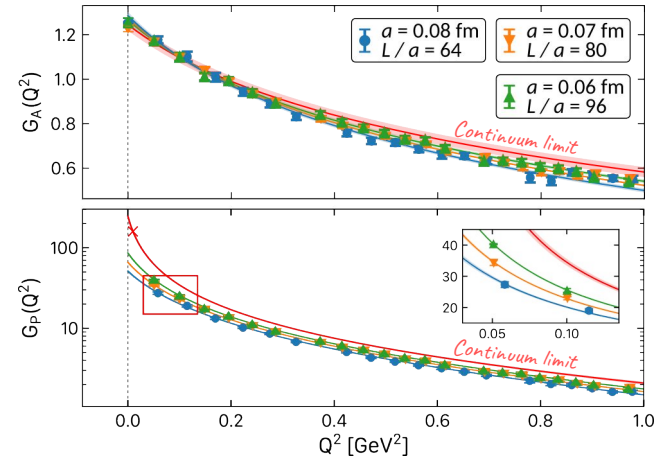 a = 0.08 fm
L / a = 64
a = 0.07 fm
L / a = 80
a = 0.06 fm
L / a = 96
Continuum limit
G_A(Q²)
1.2
1.0
0.8
0.6
G_P(Q²)
100
10
40
30
20
0.05
0.10
Continuum limit
0.0
0.2
0.4
0.6
0.8
1.0
Q² [GeV²]